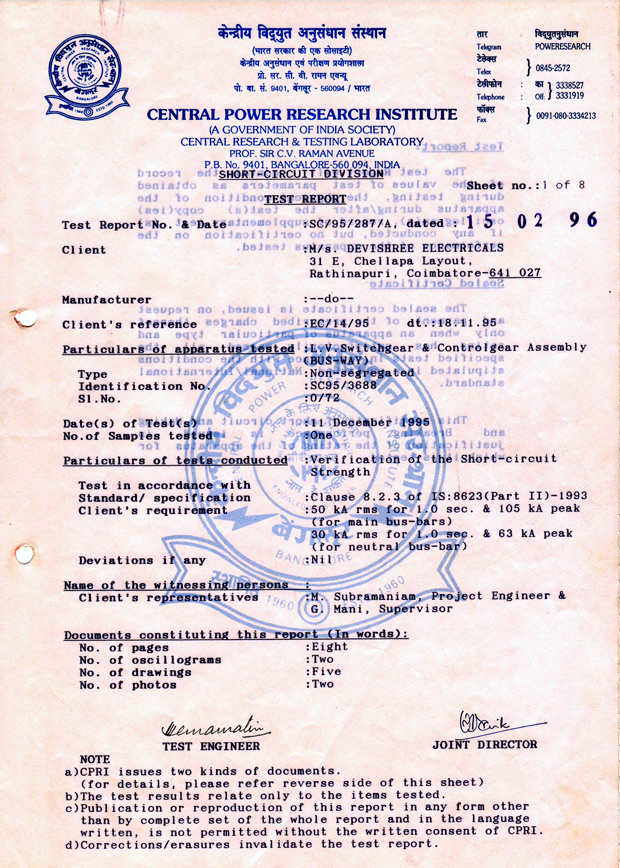 केन्द्रीय विद्युत अनुसंधान संस्थान
(भारत सरकार की एक सोसाइटी)
केन्द्रीय अनुसंधान एवं परीक्षण प्रयोगशाला
प्रो. सर. सी. वी. रामन एवन्यू
पो. बा. सं. 9401, बेंगलूर - 560094 / भारत
तार : विद्युतनुसंधान
Telegram POWERESEARCH
टेलेक्स
Telex } 0845-2572
टेलीफोन : का } 3338527
Telephone : Off. } 3331919
फॉक्स
Fax } 0091-080-3334213
CENTRAL POWER RESEARCH INSTITUTE
(A GOVERNMENT OF INDIA SOCIETY)
CENTRAL RESEARCH & TESTING LABORATORY
PROF. SIR C.V. RAMAN AVENUE
P.B. No. 9401, BANGALORE-560 094, INDIA
SHORT-CIRCUIT DIVISION
Sheet no.:1 of 8
TEST REPORT
Test Report No. & Date :SC/95/287/A, dated : 15 02 96
Client :M/s. DEVISHREE ELECTRICALS
31 E, Chellapa Layout,
Rathinapuri, Coimbatore-641 027
Manufacturer :--do--
Client's reference :EC/14/95 dt.:18.11.95
Particulars of apparatus tested :L.V.Switchgear & Controlgear Assembly
(BUS-WAY)
Type :Non-segregated
Identification No. :SC95/3688
Sl.No. :O/72
Date(s) of Test(s) :11 December 1995
No.of Samples tested :One
Particulars of tests conducted :Verification of the Short-circuit
Strength
Test in accordance with
Standard/ specification :Clause 8.2.3 of IS:8623(Part II)-1993
Client's requirement :50 kA rms for 1.0 sec. & 105 kA peak
(for main bus-bars)
30 kA rms for 1.0 sec. & 63 kA peak
(for neutral bus-bar)
Deviations if any :Nil
Name of the witnessing persons :
Client's representatives :M. Subramaniam, Project Engineer &
G. Mani, Supervisor
Documents constituting this report (In words):
No. of pages :Eight
No. of oscillograms :Two
No. of drawings :Five
No. of photos :Two
TEST ENGINEER
JOINT DIRECTOR
NOTE
a)CPRI issues two kinds of documents.
(for details, please refer reverse side of this sheet)
b)The test results relate only to the items tested.
c)Publication or reproduction of this report in any form other
than by complete set of the whole report and in the language
written, is not permitted without the written consent of CPRI.
d)Corrections/erasures invalidate the test report.